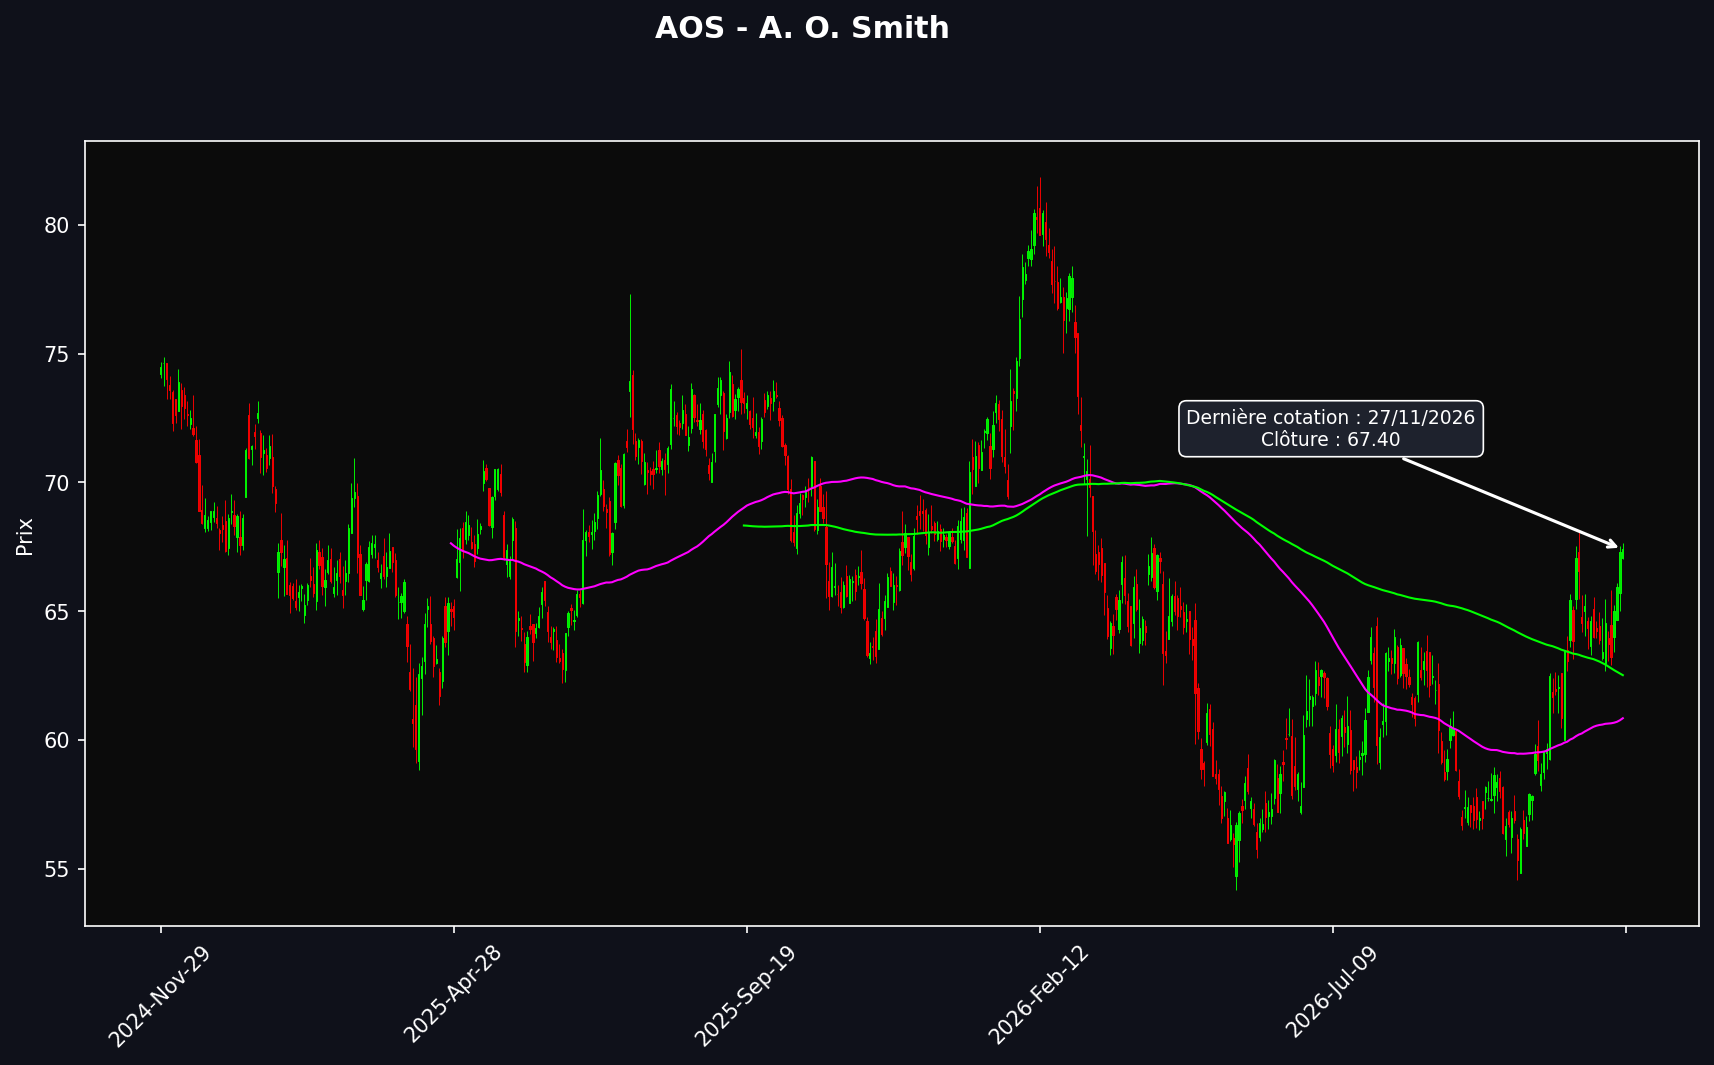 AOS - A. O. Smith
Prix
80
75
70
65
60
55
Dernière cotation : 27/11/2026
Clôture : 67.40
2024-Nov-29
2025-Apr-28
2025-Sep-19
2026-Feb-12
2026-Jul-09